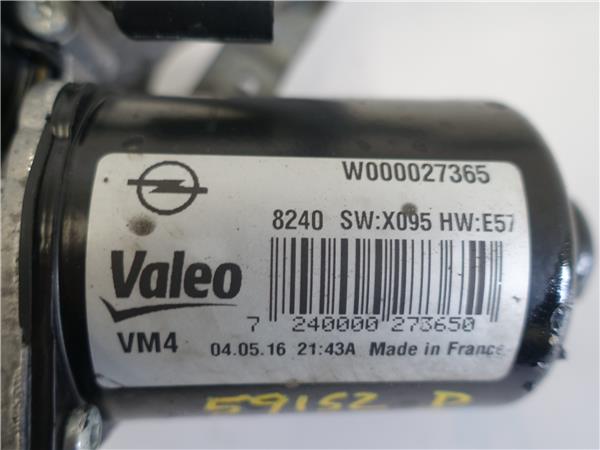 W000027365
8240 SW:X095 HW:E57
Valeo
7 240000 273650
VM4 04.05.16 21:43A Made in France
59152 D